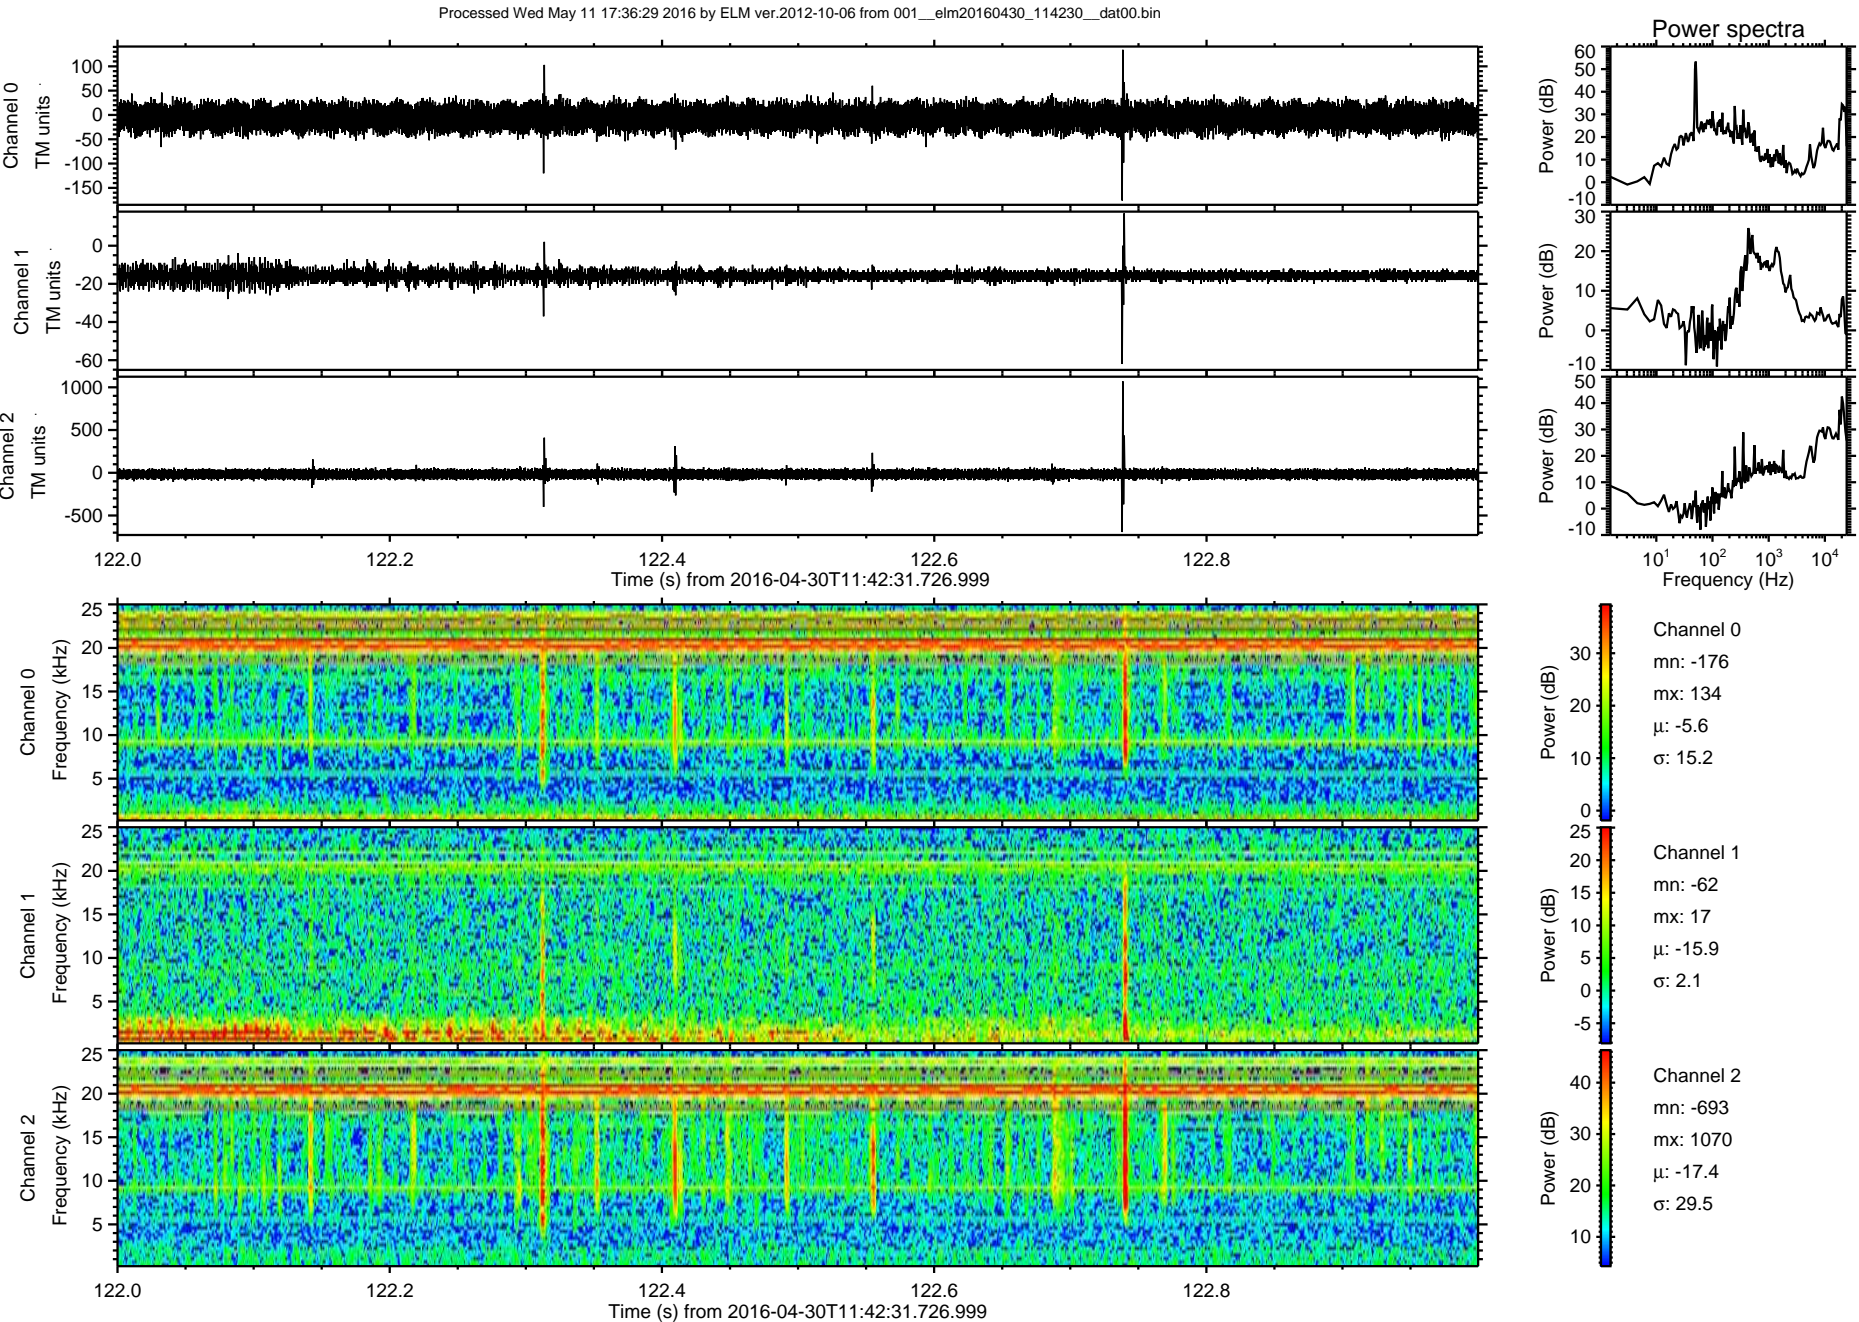 Processed Wed May 11 17:36:29 2016 by ELM ver.2012-10-06 from 001__elm20160430_114230__dat00.bin
Power spectra
Channel 0
TM units
100
50
0
-50
-100
-150
Power (dB)
60
50
40
30
20
10
0
-10
Channel 1
TM units
0
-20
-40
-60
Power (dB)
30
20
10
0
-10
Channel 2
TM units
1000
500
0
-500
Power (dB)
50
40
30
20
10
0
-10
122.0 122.2 122.4 122.6 122.8
Time (s) from 2016-04-30T11:42:31.726.999
10¹ 10² 10³ 10⁴
Frequency (Hz)
Channel 0
Frequency (kHz)
25
20
15
10
5
Power (dB)
30
20
10
0
Channel 0
mn: -176
mx: 134
μ: -5.6
σ: 15.2
Channel 1
Frequency (kHz)
25
20
15
10
5
Power (dB)
25
20
15
10
5
0
-5
Channel 1
mn: -62
mx: 17
μ: -15.9
σ: 2.1
Channel 2
Frequency (kHz)
25
20
15
10
5
Power (dB)
40
30
20
10
Channel 2
mn: -693
mx: 1070
μ: -17.4
σ: 29.5
122.0 122.2 122.4 122.6 122.8
Time (s) from 2016-04-30T11:42:31.726.999